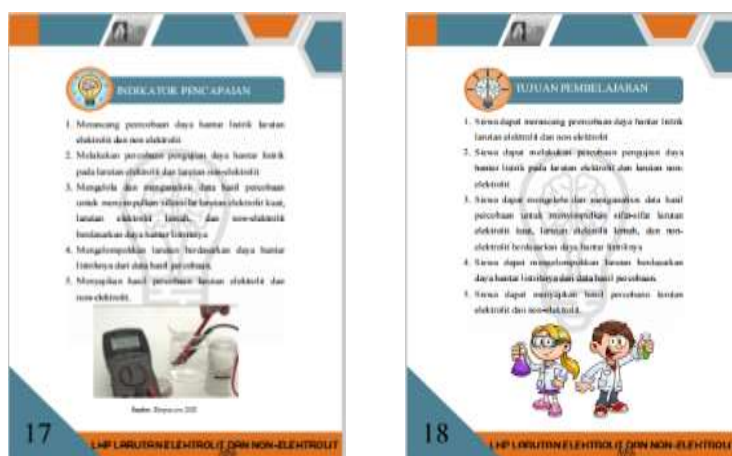 INDIKATOR PENCAPAIAN
1. Merancang percobaan daya hantar listrik larutan
elektrolit dan non elektrolit
2. Melakukan percobaan pengujian daya hantar listrik
pada larutan elektrolit dan larutan non-elektrolit
3. Mengelola dan menganalisis data hasil percobaan
untuk menyimpulkan sifat-sifat larutan elektrolit kuat,
larutan elektrolit lemah, dan non-elektrolit
berdasarkan daya hantar listriknya
4. Mengelompokkan larutan berdasarkan daya hantar
listriknya dari data hasil percobaan.
5. Menyajikan hasil percobaan larutan elektrolit dan
non-elektrolit.
Sumber:
17
LKP LARUTAN ELEKTROLIT DAN NON-ELEKTROLIT
TUJUAN PEMBELAJARAN
1. Siswa dapat merancang percobaan daya hantar listrik
larutan elektrolit dan non elektrolit
2. Siswa dapat melakukan percobaan pengujian daya
hantar listrik pada larutan elektrolit dan larutan non-
elektrolit
3. Siswa dapat mengelola dan menganalisis data hasil
percobaan untuk menyimpulkan sifat-sifat larutan
elektrolit kuat, larutan elektrolit lemah, dan non-
elektrolit berdasarkan daya hantar listriknya
4. Siswa dapat mengelompokkan larutan berdasarkan
daya hantar listriknya dari data hasil percobaan.
5. Siswa dapat menyajikan hasil percobaan larutan
elektrolit dan non-elektrolit.
18
LKP LARUTAN ELEKTROLIT DAN NON-ELEKTROLIT